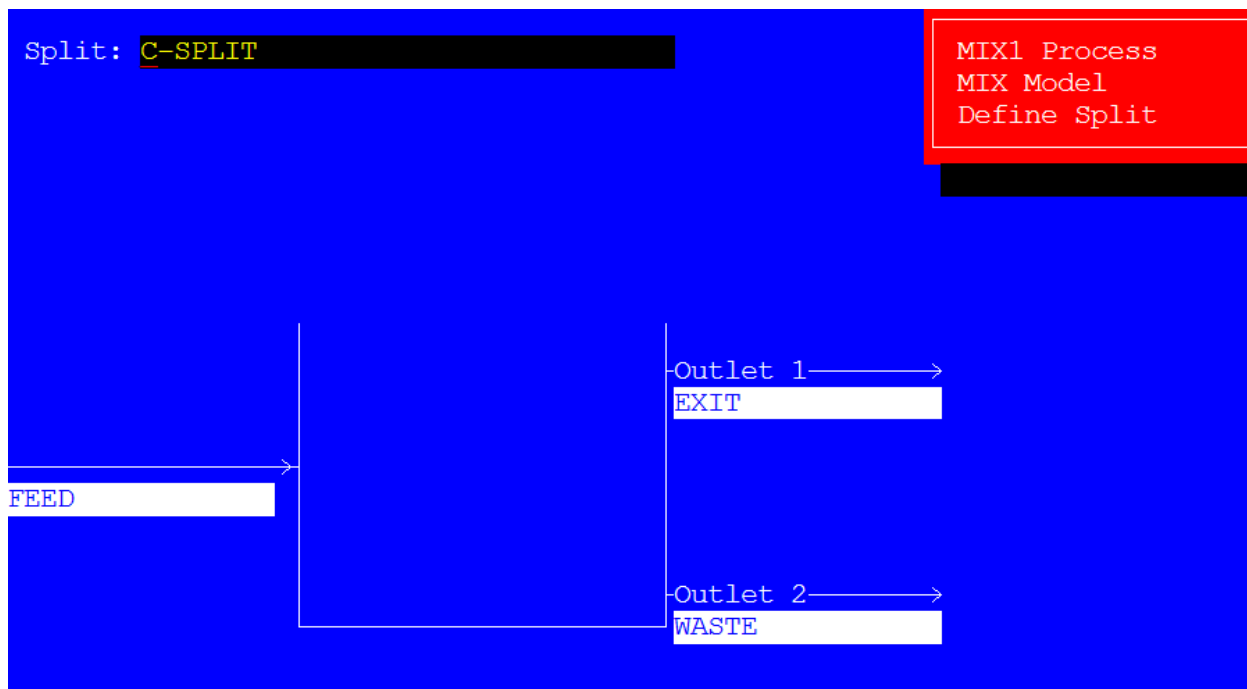 Split: C-SPLIT
MIX1 Process
MIX Model
Define Split
Outlet 1
EXIT
FEED
Outlet 2
WASTE